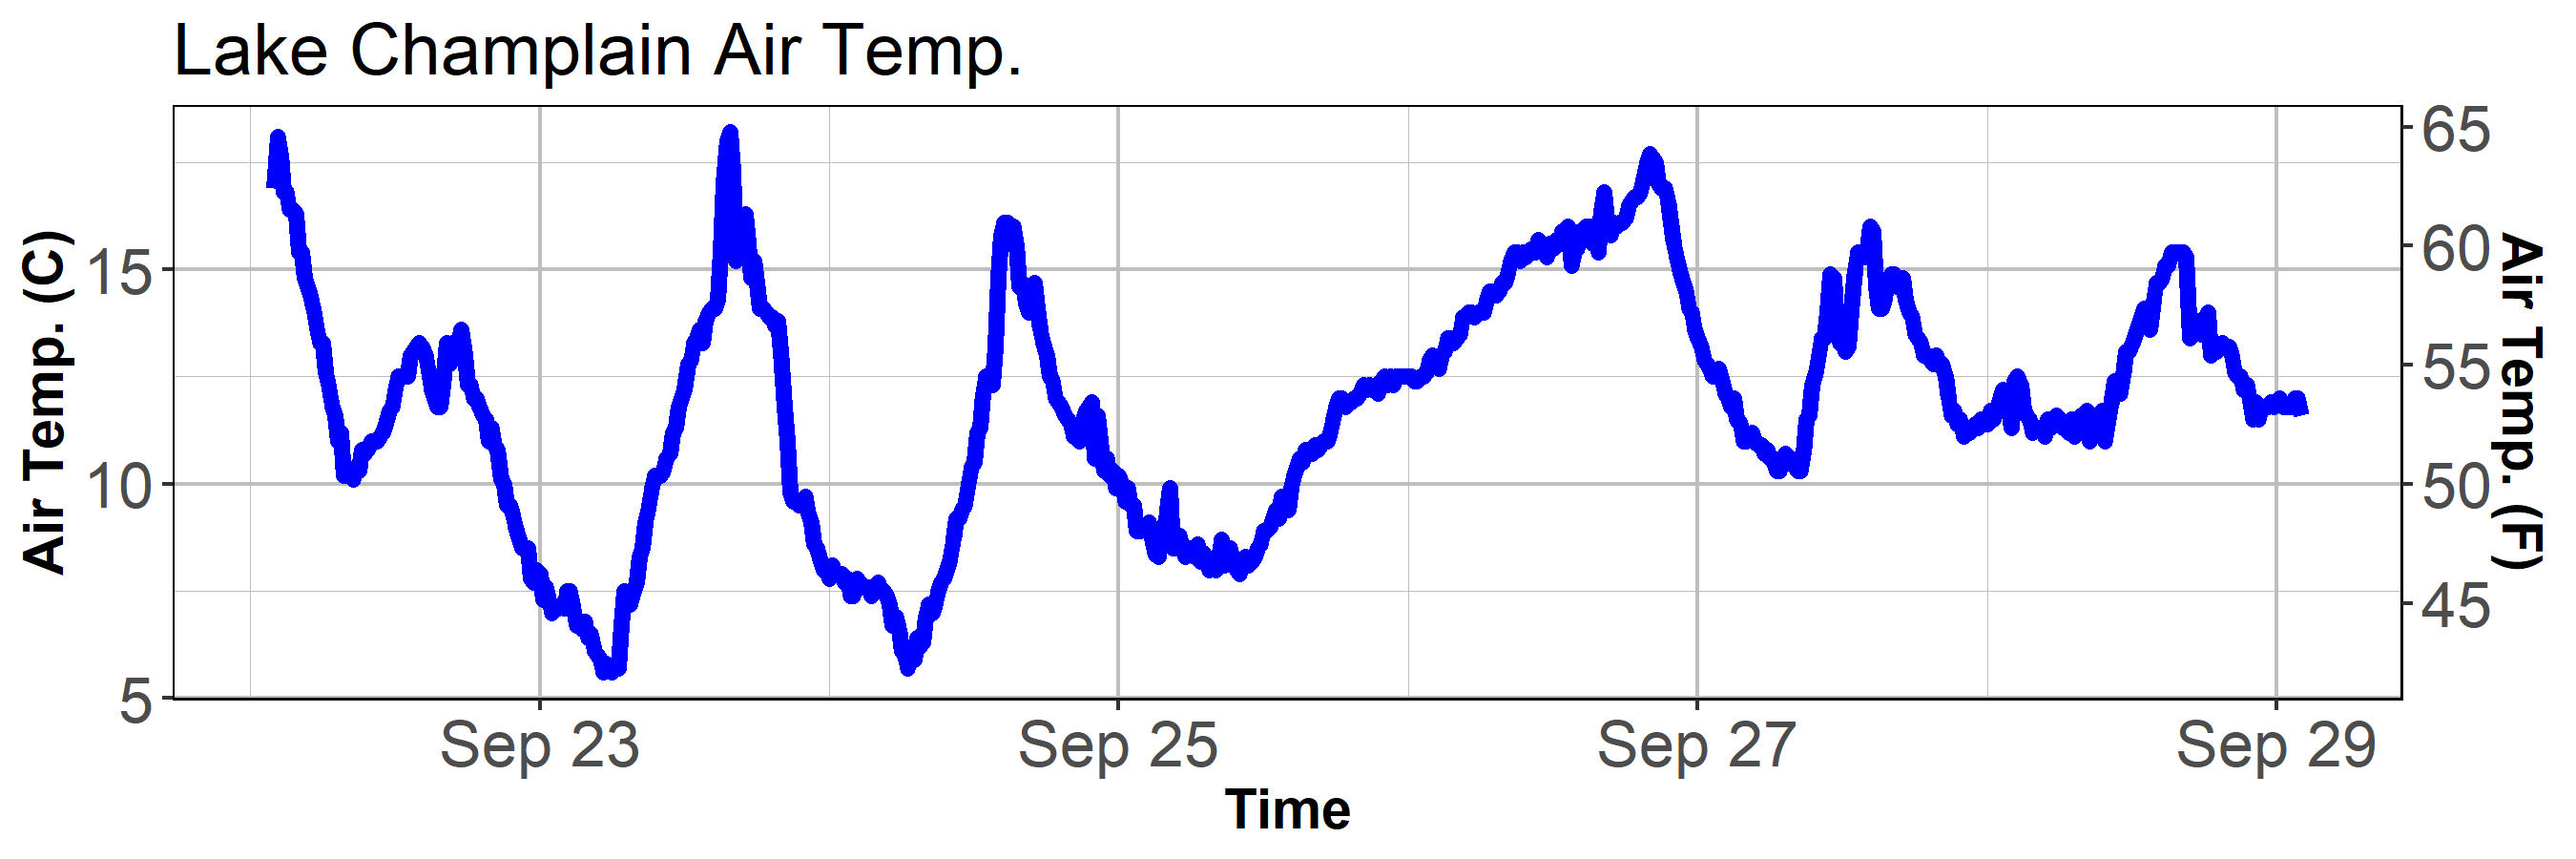 Lake Champlain Air Temp.
Air Temp. (C)
15
10
5
65
60
55
50
45
Air Temp. (F)
Sep 23 Sep 25 Sep 27 Sep 29
Time